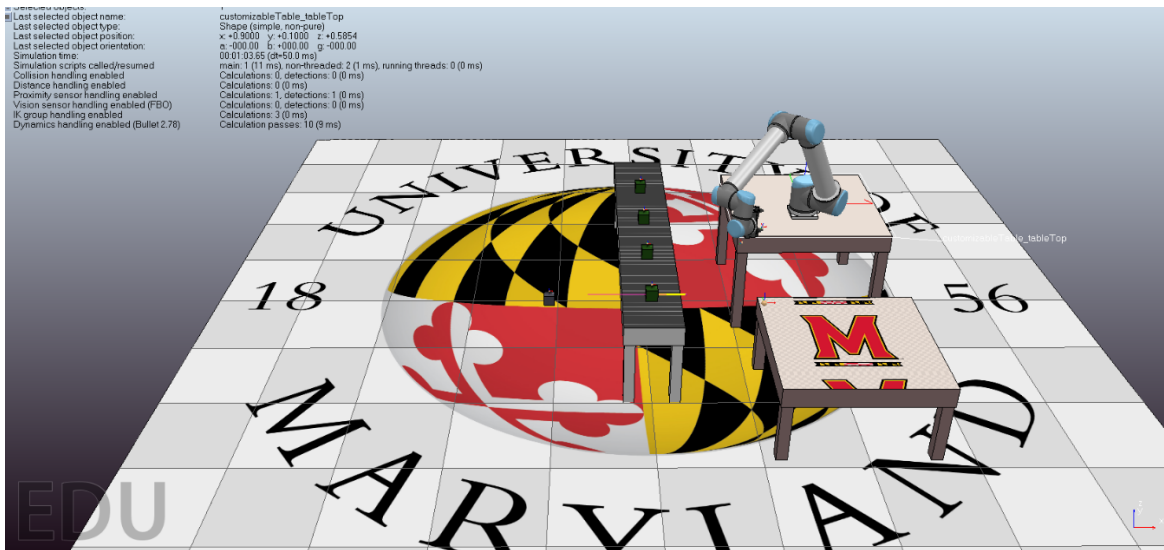 Selected objects: 1
Last selected object name: customizableTable_tableTop
Last selected object type: Shape (simple, non-pure)
Last selected object position: x: +0.9000 y: +0.1000 z: +0.5854
Last selected object orientation: a: -000.00 b: +000.00 g: -000.00
Simulation time: 00:01:03.65 (dt=50.0 ms)
Simulation scripts called/resumed main: 1 (11 ms), non-threaded: 2 (1 ms), running threads: 0 (0 ms)
Collision handling enabled Calculations: 0, detections: 0 (0 ms)
Distance handling enabled Calculations: 0 (0 ms)
Proximity sensor handling enabled Calculations: 1, detections: 1 (0 ms)
Vision sensor handling enabled (FBO) Calculations: 0, detections: 0 (0 ms)
IK group handling enabled Calculations: 3 (0 ms)
Dynamics handling enabled (Bullet 2.78) Calculation passes: 10 (9 ms)
UNIVERSITY OF
customizableTable_tableTop
18 56
M
MARYLAND
EDU